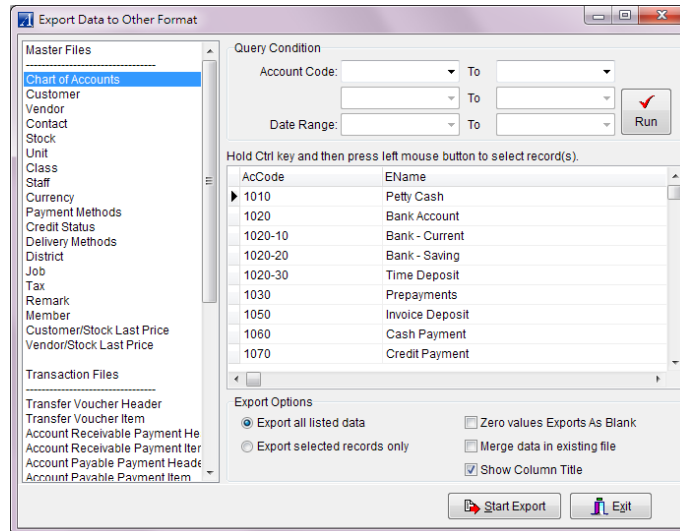 Export Data to Other Format
Master Files
--------------------------------
Chart of Accounts
Customer
Vendor
Contact
Stock
Unit
Class
Staff
Currency
Payment Methods
Credit Status
Delivery Methods
District
Job
Tax
Remark
Member
Customer/Stock Last Price
Vendor/Stock Last Price
Transaction Files
--------------------------------
Transfer Voucher Header
Transfer Voucher Item
Account Receivable Payment He
Account Receivable Payment Iter
Account Payable Payment Heade
Account Payable Payment Item
Query Condition
Account Code: To
To
Date Range: To
Run
Hold Ctrl key and then press left mouse button to select record(s).
AcCode EName
1010 Petty Cash
1020 Bank Account
1020-10 Bank - Current
1020-20 Bank - Saving
1020-30 Time Deposit
1030 Prepayments
1050 Invoice Deposit
1060 Cash Payment
1070 Credit Payment
Export Options
Export all listed data Zero values Exports As Blank
Export selected records only Merge data in existing file
Show Column Title
Start Export Exit